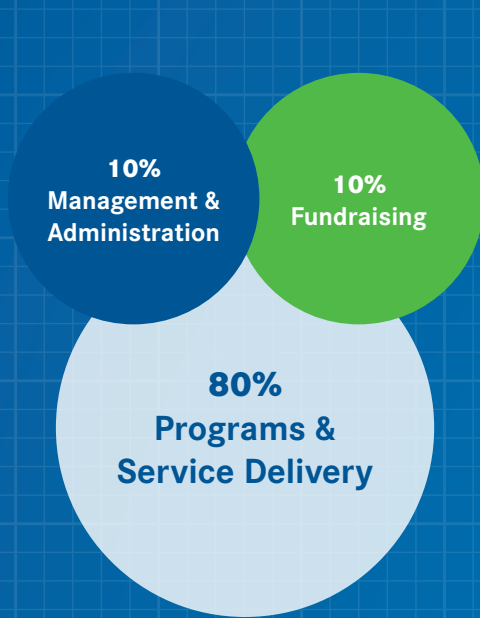 10%
Management &
Administration
10%
Fundraising
80%
Programs &
Service Delivery